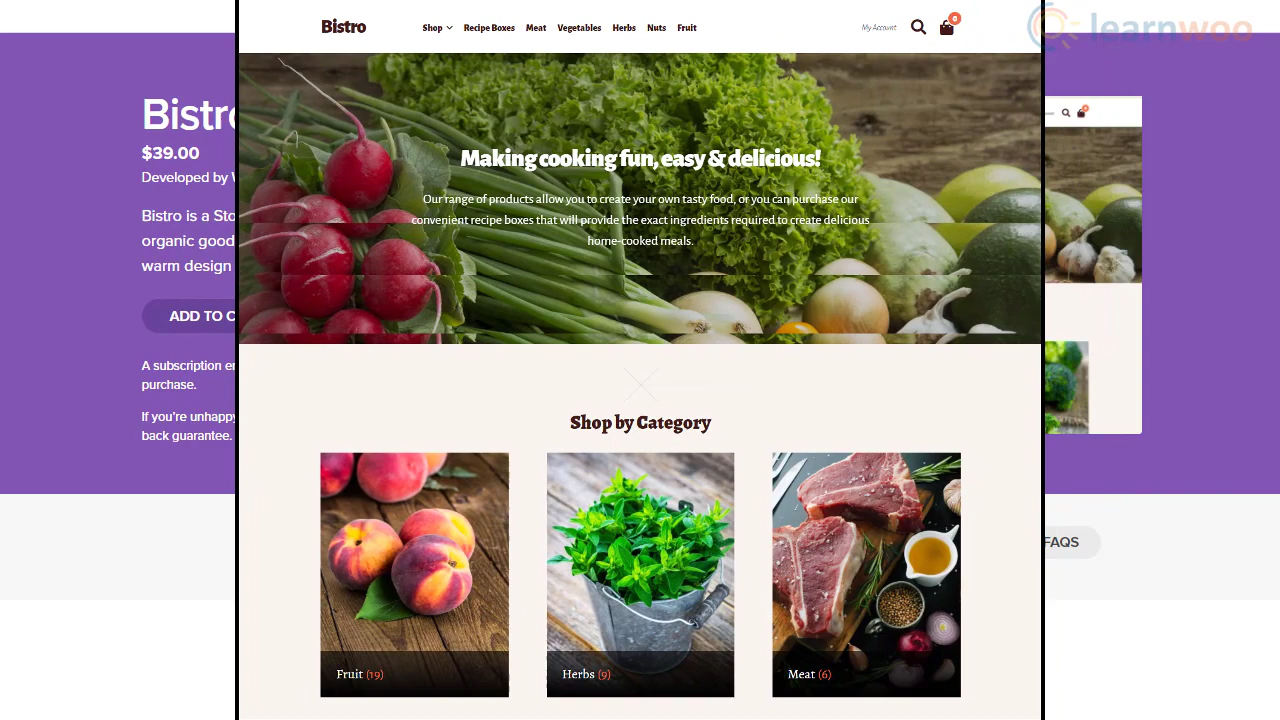 Bistro
Shop Recipe Boxes Meat Vegetables Herbs Nuts Fruit
My Account
0
learnwoo
Making cooking fun, easy & delicious!
Our range of products allow you to create your own tasty food, or you can purchase our
convenient recipe boxes that will provide the exact ingredients required to create delicious
home-cooked meals.
Shop by Category
Fruit (19)
Herbs (9)
Meat (6)
Bistro
$39.00
Developed by
Bistro is a
organic good
warm design
ADD TO
A subscription
purchase.
If you're unhappy
back guarantee.
FAQS